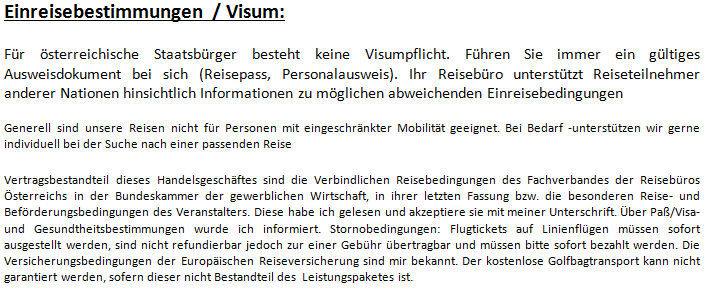 Einreisebestimmungen / Visum:
Für österreichische Staatsbürger besteht keine Visumpflicht. Führen Sie immer ein gültiges
Ausweisdokument bei sich (Reisepass, Personalausweis). Ihr Reisebüro unterstützt Reiseteilnehmer
anderer Nationen hinsichtlich Informationen zu möglichen abweichenden Einreisebedingungen
Generell sind unsere Reisen nicht für Personen mit eingeschränkter Mobilität geeignet. Bei Bedarf -unterstützen wir gerne
individuell bei der Suche nach einer passenden Reise
Vertragsbestandteil dieses Handelsgeschäftes sind die Verbindlichen Reisebedingungen des Fachverbandes der Reisebüros
Österreichs in der Bundeskammer der gewerblichen Wirtschaft, in ihrer letzten Fassung bzw. die besonderen Reise- und
Beförderungsbedingungen des Veranstalters. Diese habe ich gelesen und akzeptiere sie mit meiner Unterschrift. Über Paß/Visa-
und Gesundtheitsbestimmungen wurde ich informiert. Stornobedingungen: Flugtickets auf Linienflügen müssen sofort
ausgestellt werden, sind nicht refundierbar jedoch zur einer Gebühr übertragbar und müssen bitte sofort bezahlt werden. Die
Versicherungsbedingungen der Europäischen Reiseversicherung sind mir bekannt. Der kostenlose Golfbagtransport kann nicht
garantiert werden, sofern dieser nicht Bestandteil des Leistungspaketes ist.